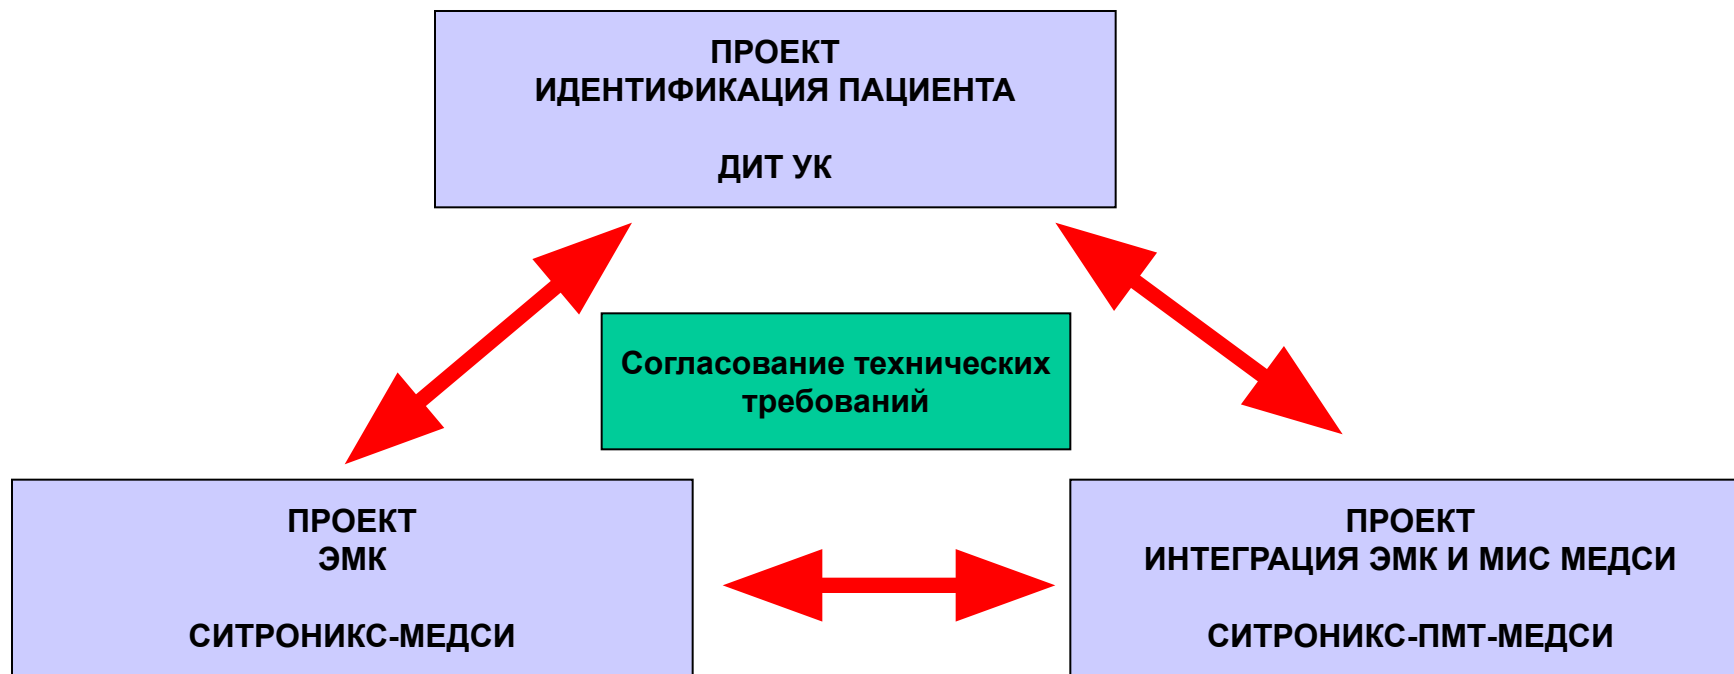 ПРОЕКТ
ИДЕНТИФИКАЦИЯ ПАЦИЕНТА
ДИТ УК
Согласование технических
требований
ПРОЕКТ
ЭМК
СИТРОНИКС-МЕДСИ
ПРОЕКТ
ИНТЕГРАЦИЯ ЭМК И МИС МЕДСИ
СИТРОНИКС-ПМТ-МЕДСИ